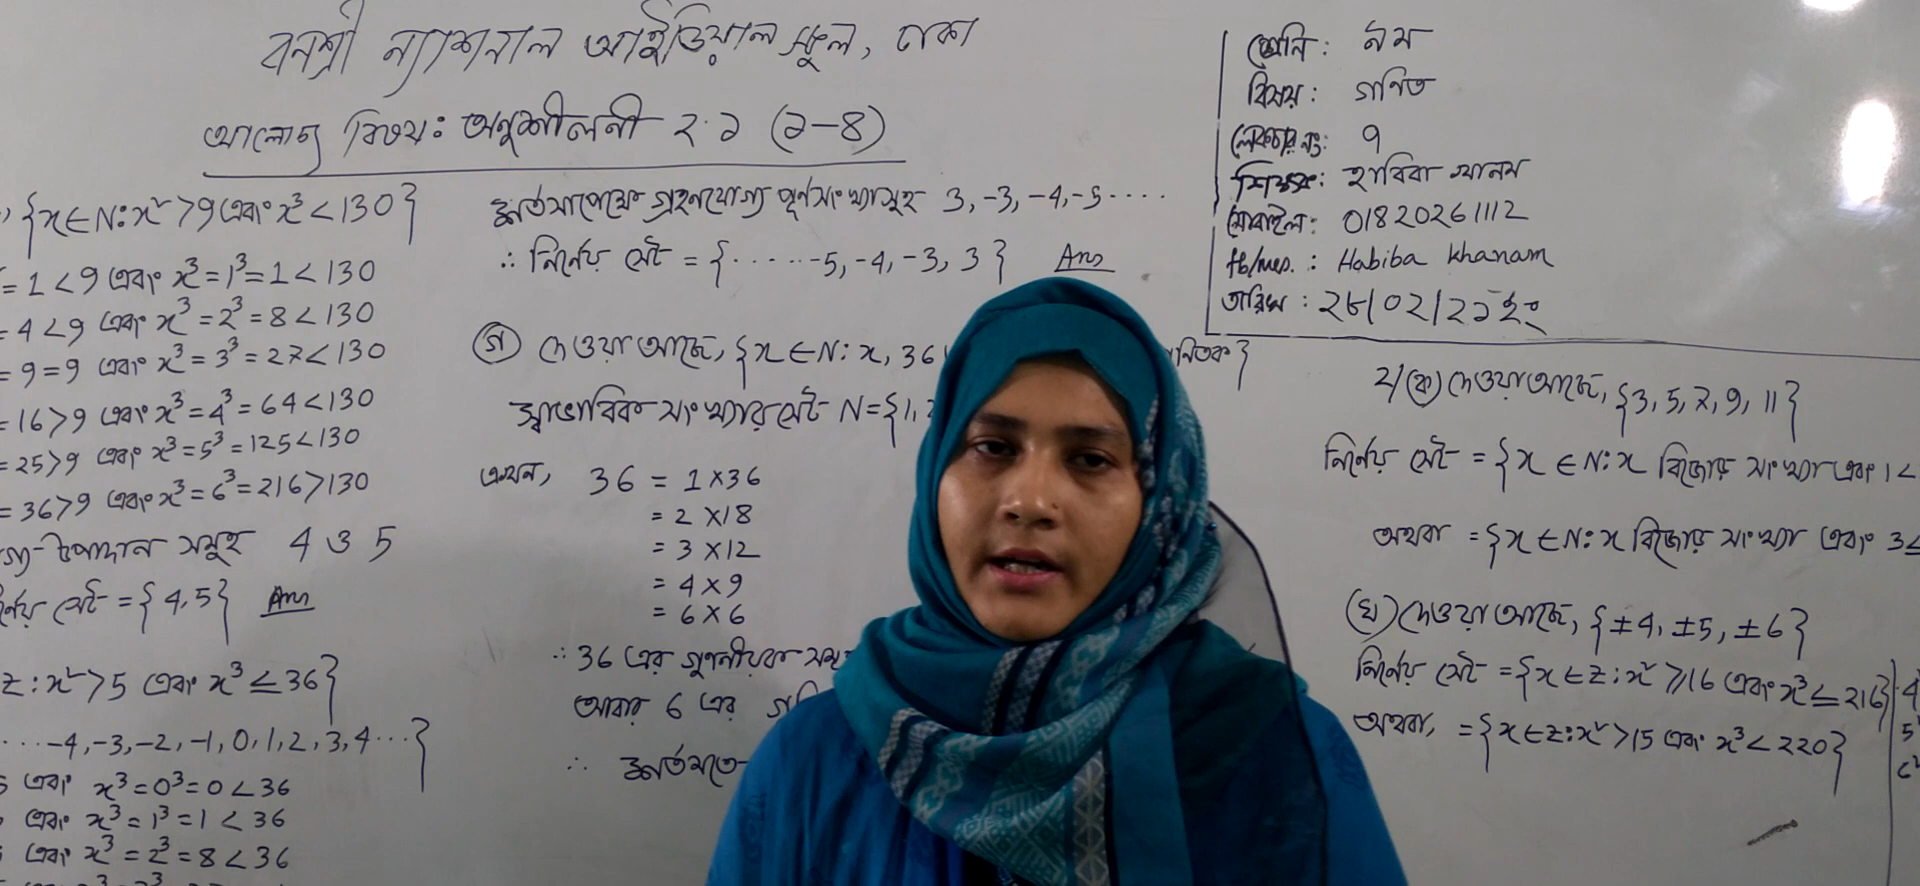 বনশ্রী ন্যাশনাল আইডিয়াল স্কুল, ঢাকা
আলোচ্য বিষয়: অনুশীলনী ২.১ (১-৪)
শ্রেনি: ৯ম
বিষয়: গণিত
লেকচার নং: ৭
শিক্ষক: হাবিবা খানম
মোবাইল: 01820261112
fb/mes. : Habiba Khanam
তারিখ: ২৮/০২/২১ইং
{x∈N: x² >9 এবং x³ <130}
= 1 <9 এবং x³ = 1³ = 1 <130
= 4 <9 এবং x³ = 2³ = 8 <130
= 9 = 9 এবং x³ = 3³ = 27 <130
= 16 >9 এবং x³ = 4³ = 64 <130
= 25 >9 এবং x³ = 5³ = 125 <130
= 36 >9 এবং x³ = 6³ = 216 >130
উপাদান সমূহ 4 ও 5
সেট = {4, 5} Ans
z : x² >5 এবং x³ ≤ 36}
-4, -3, -2, -1, 0, 1, 2, 3, 4 ...}
এবং x³ = 0³ = 0 <36
এবং x³ = 1³ = 1 < 36
এবং x³ = 2³ = 8 <36
শর্তসাপেক্ষে গ্রহনযোগ্য পূর্নসংখ্যাসূহ 3, -3, -4, -5 ....
∴ নির্নেয় সেট = {..... -5, -4, -3, 3} Ans
(গ) দেওয়া আছে, {x∈N: x, 36
নিতক}
স্বাভাবিক সংখ্যার সেট N = {1, 2
এখন, 36 = 1×36
= 2×18
= 3×12
= 4×9
= 6×6
∴ 36 এর গুণনীয়ক
আবার 6 এর
∴ শর্তমতে
২/(ক) দেওয়া আছে, {3, 5, 7, 9, 11}
নির্নেয় সেট = {x ∈N: x বিজোড় সংখ্যা এবং 1 <
অথবা = {x ∈N: x বিজোড় সংখ্যা এবং 3 ≤
(ঘ) দেওয়া আছে, {±4, ±5, ±6}
নির্নেয় সেট = {x∈z: x² ≥16 এবং x³ ≤ 216}
অথবা, = {x∈z: x² >15 এবং x³ < 220}